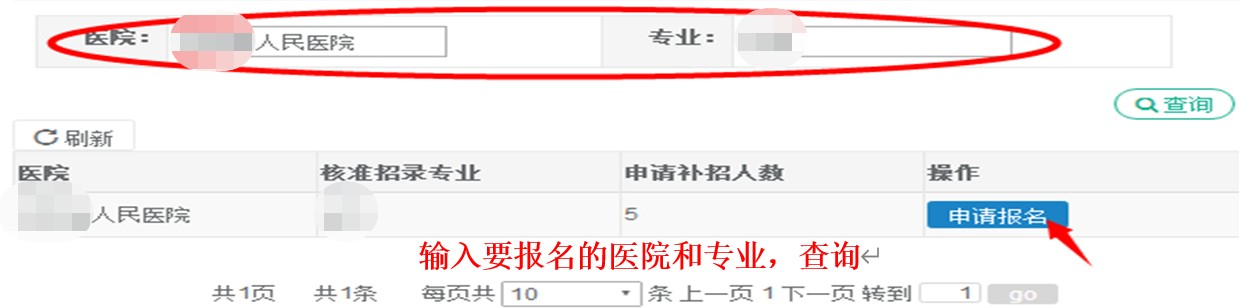 医院： 人民医院 专业：
查询
刷新
医院 核准招录专业 申请补招人数 操作
人民医院 5 申请报名
输入要报名的医院和专业，查询↵
共1页 共1条 每页共 10 条 上一页 1 下一页 转到 1 go